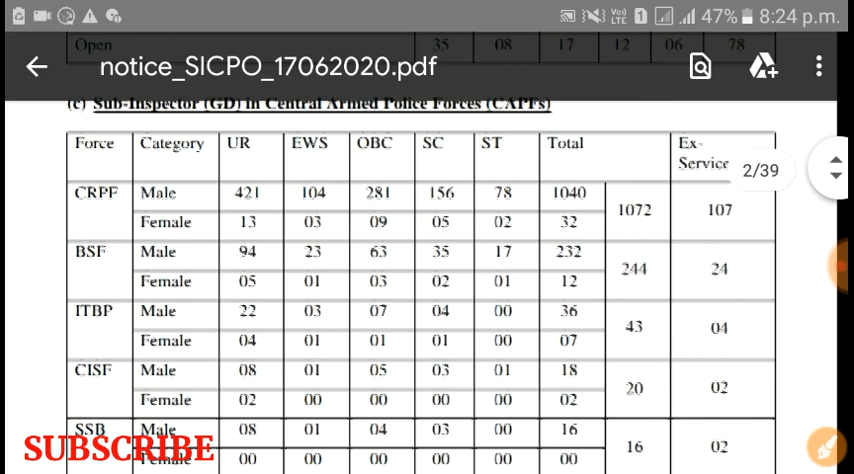 Vo)) LTE 1 47% 8:24 p.m.
Open 35 08 17 12 06 78
notice_SICPO_17062020.pdf
(c) Sub-Inspector (GD) in Central Armed Police Forces (CAPFs)
Force Category UR EWS OBC SC ST Total Ex-
Service
2/39
CRPF Male 421 104 281 156 78 1040
1072 107
Female 13 03 09 05 02 32
BSF Male 94 23 63 35 17 232
244 24
Female 05 01 03 02 01 12
ITBP Male 22 03 07 04 00 36
43 04
Female 04 01 01 01 00 07
CISF Male 08 01 05 03 01 18
20 02
Female 02 00 00 00 00 02
SSB Male 08 01 04 03 00 16
16 02
SUBSCRIBE
Female 00 00 00 00 00 00